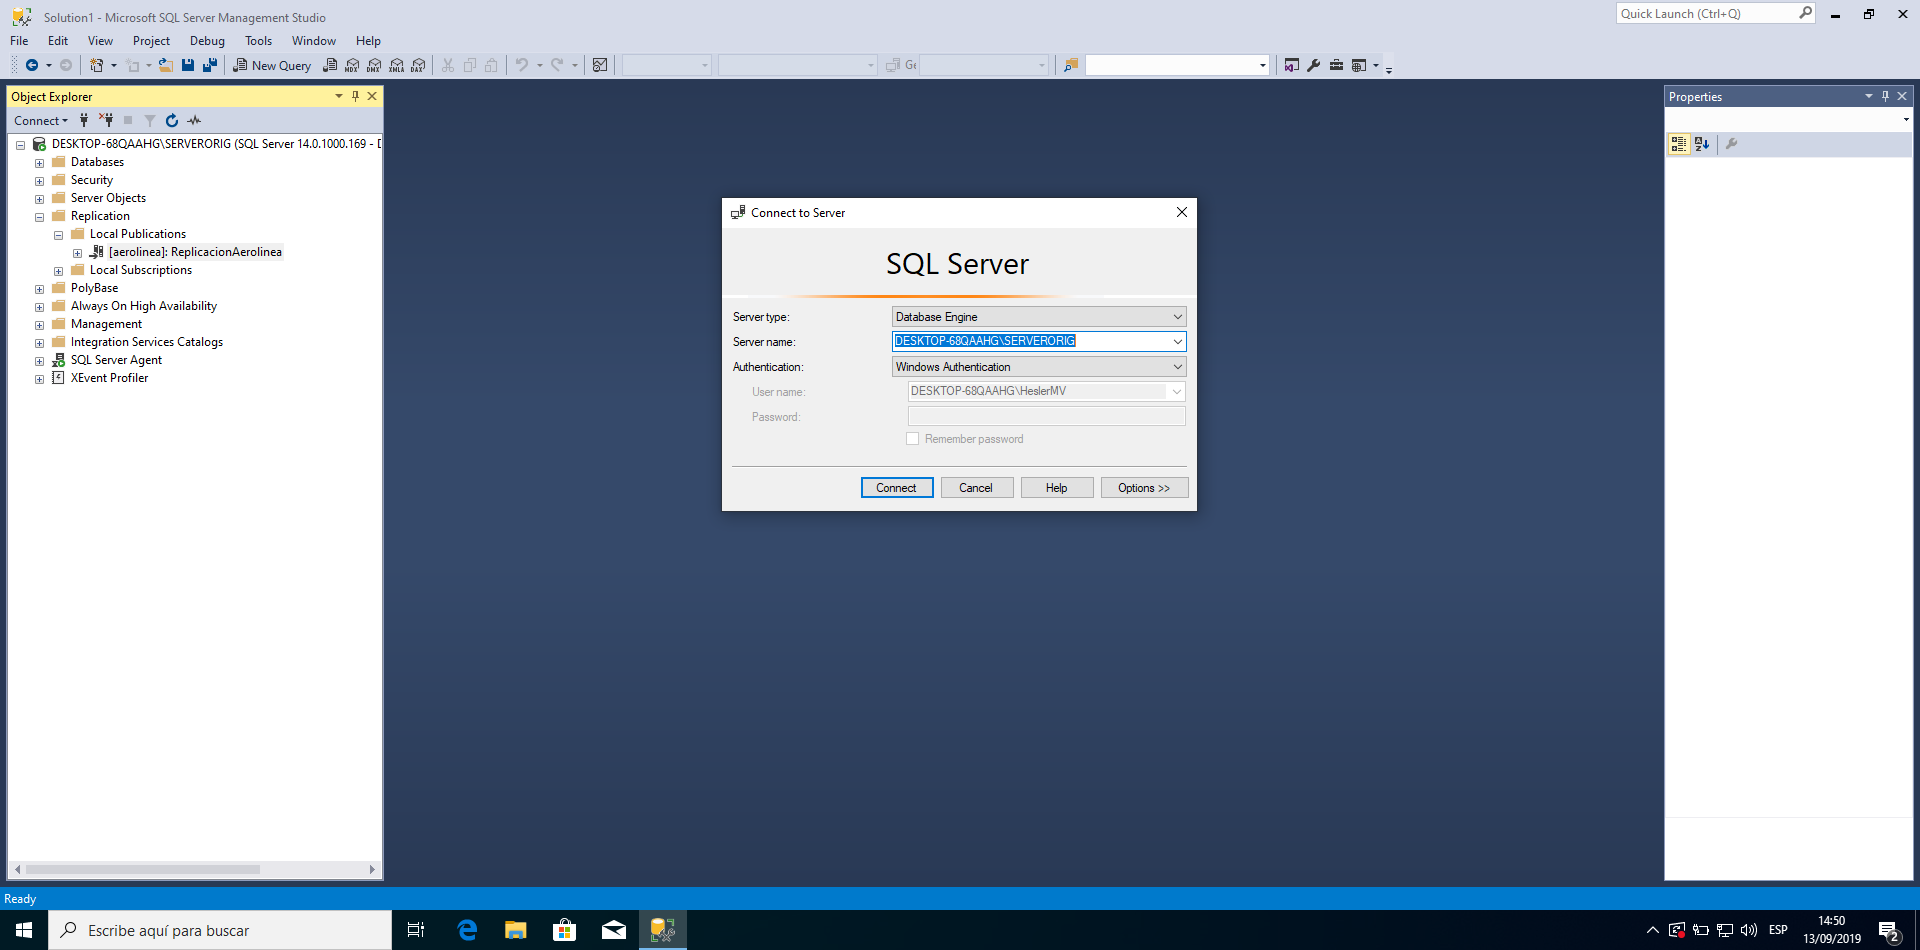 Solution1 - Microsoft SQL Server Management Studio
Quick Launch (Ctrl+Q)
File Edit View Project Debug Tools Window Help
New Query
MDX DMX XMLA DAX
Object Explorer
Connect
DESKTOP-68QAAHG\SERVERORIG (SQL Server 14.0.1000.169 - D
Databases
Security
Server Objects
Replication
Local Publications
[aerolinea]: ReplicacionAerolinea
Local Subscriptions
PolyBase
Always On High Availability
Management
Integration Services Catalogs
SQL Server Agent
XEvent Profiler
Connect to Server
SQL Server
Server type: Database Engine
Server name: DESKTOP-68QAAHG\SERVERORIG
Authentication: Windows Authentication
User name: DESKTOP-68QAAHG\HeslerMV
Password:
Remember password
Connect Cancel Help Options >>
Properties
Ready
Escribe aquí para buscar
ESP
14:50
13/09/2019
2